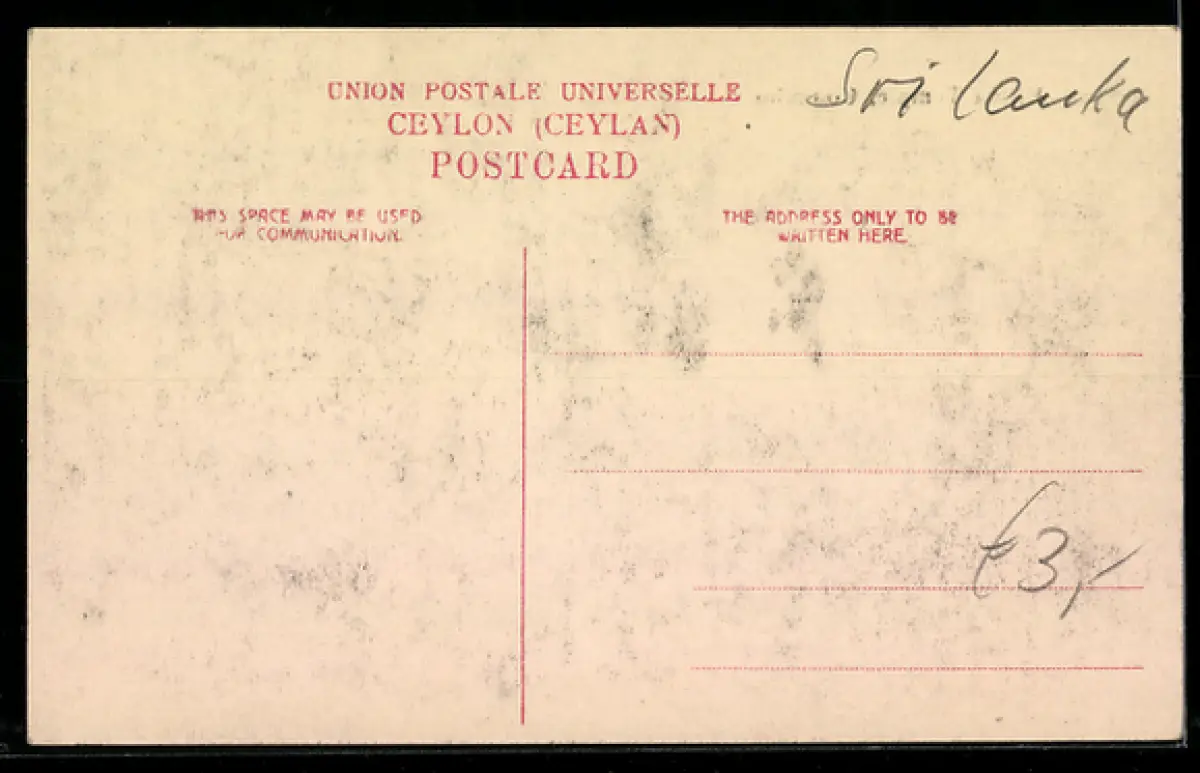 UNION POSTALE UNIVERSELLE
Sri Lanka
CEYLON (CEYLAN)
POSTCARD
THIS SPACE MAY BE USED
FOR COMMUNICATION.
THE ADDRESS ONLY TO BE
WRITTEN HERE.
£3,-